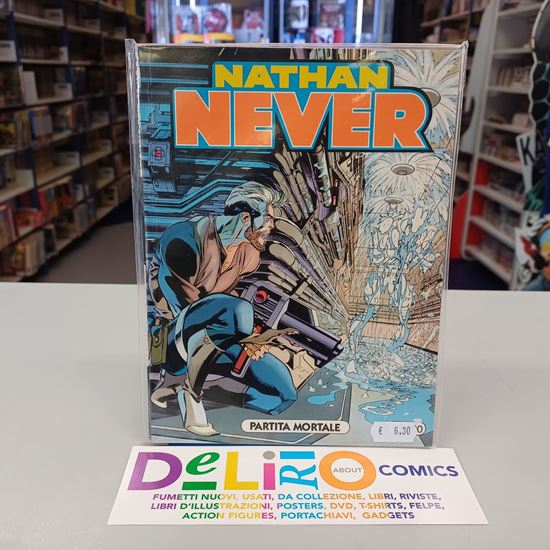 NATHAN
NEVER
PARTITA MORTALE
€ 6,30
DeLiRiO ABOUT COMICS
FUMETTI NUOVI, USATI, DA COLLEZIONE, LIBRI, RIVISTE,
LIBRI D'ILLUSTRAZIONI, POSTERS, DVD, T-SHIRTS, FELPE,
ACTION FIGURES, PORTACHIAVI, GADGETS